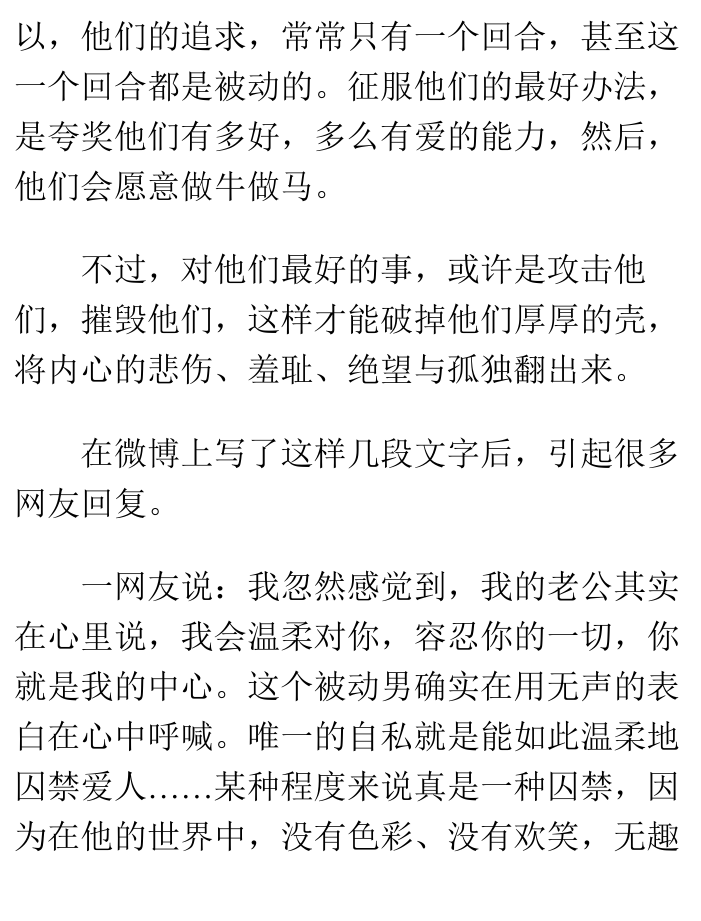 以，他们的追求，常常只有一个回合，甚至这
一个回合都是被动的。征服他们的最好办法，
是夸奖他们有多好，多么有爱的能力，然后，
他们会愿意做牛做马。
不过，对他们最好的事，或许是攻击他
们，摧毁他们，这样才能破掉他们厚厚的壳，
将内心的悲伤、羞耻、绝望与孤独翻出来。
在微博上写了这样几段文字后，引起很多
网友回复。
一网友说：我忽然感觉到，我的老公其实
在心里说，我会温柔对你，容忍你的一切，你
就是我的中心。这个被动男确实在用无声的表
白在心中呼喊。唯一的自私就是能如此温柔地
囚禁爱人……某种程度来说真是一种囚禁，因
为在他的世界中，没有色彩、没有欢笑，无趣